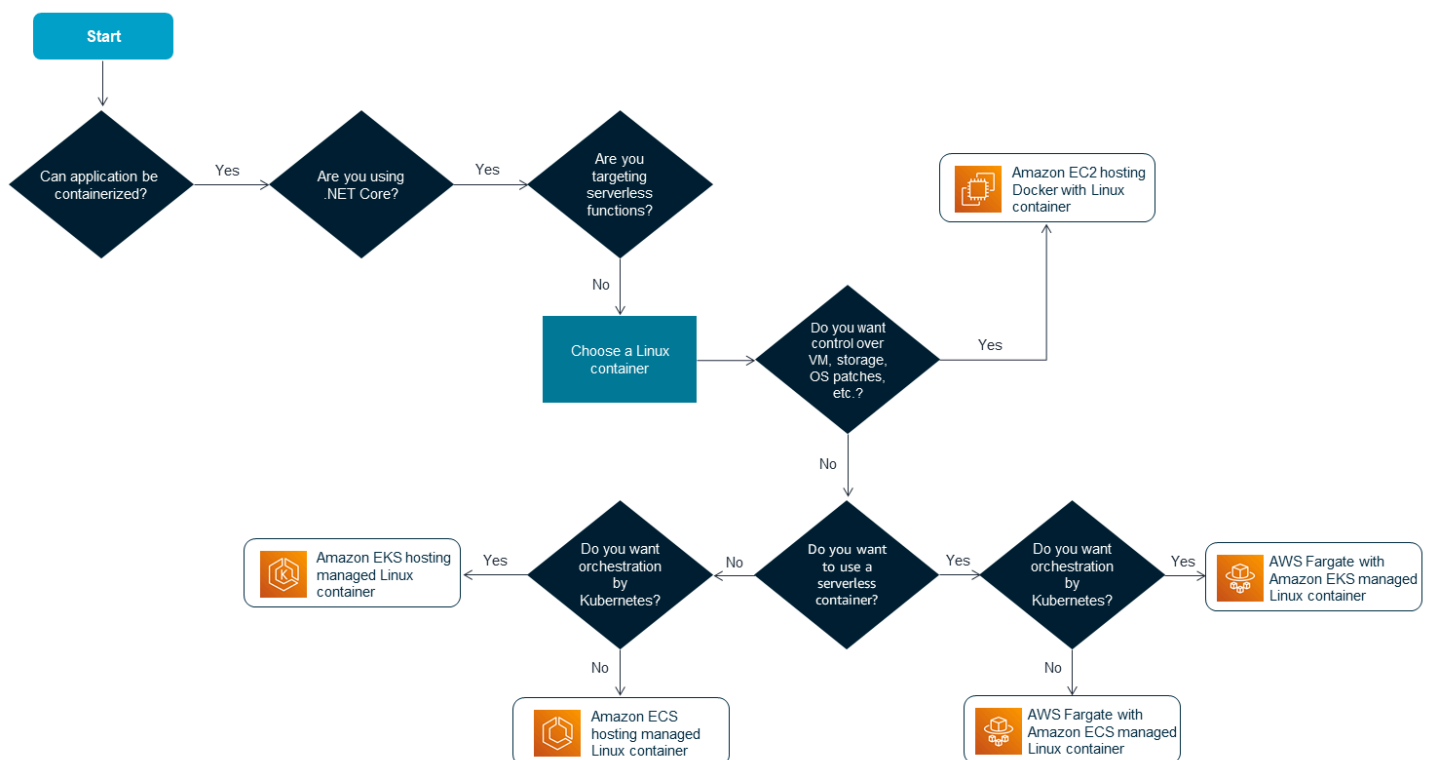 Start
Can application be
containerized?
Yes
Are you using
.NET Core?
Yes
Are you
targeting
serverless
functions?
No
Choose a Linux
container
Do you want
control over
VM, storage,
OS patches,
etc.?
Yes
Amazon EC2 hosting
Docker with Linux
container
No
Do you want
to use a
serverless
container?
No
Do you want
orchestration
by
Kubernetes?
Yes
Amazon EKS hosting
managed Linux
container
K
No
Amazon ECS
hosting managed
Linux container
Yes
Do you want
orchestration
by
Kubernetes?
Yes
AWS Fargate with
Amazon EKS managed
Linux container
No
AWS Fargate with
Amazon ECS managed
Linux container